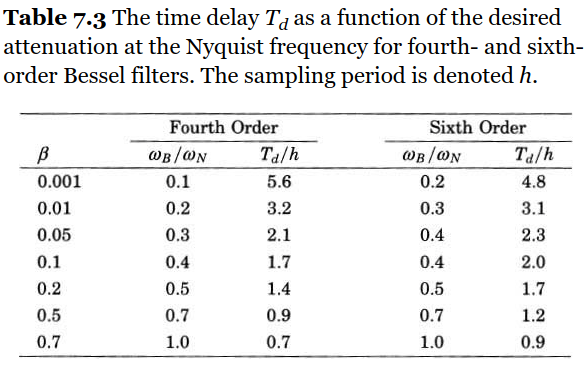 Table 7.3 The time delay T_d as a function of the desired
attenuation at the Nyquist frequency for fourth- and sixth-
order Bessel filters. The sampling period is denoted h.
Fourth Order Sixth Order
β ω_B/ω_N T_d/h ω_B/ω_N T_d/h
0.001 0.1 5.6 0.2 4.8
0.01 0.2 3.2 0.3 3.1
0.05 0.3 2.1 0.4 2.3
0.1 0.4 1.7 0.4 2.0
0.2 0.5 1.4 0.5 1.7
0.5 0.7 0.9 0.7 1.2
0.7 1.0 0.7 1.0 0.9